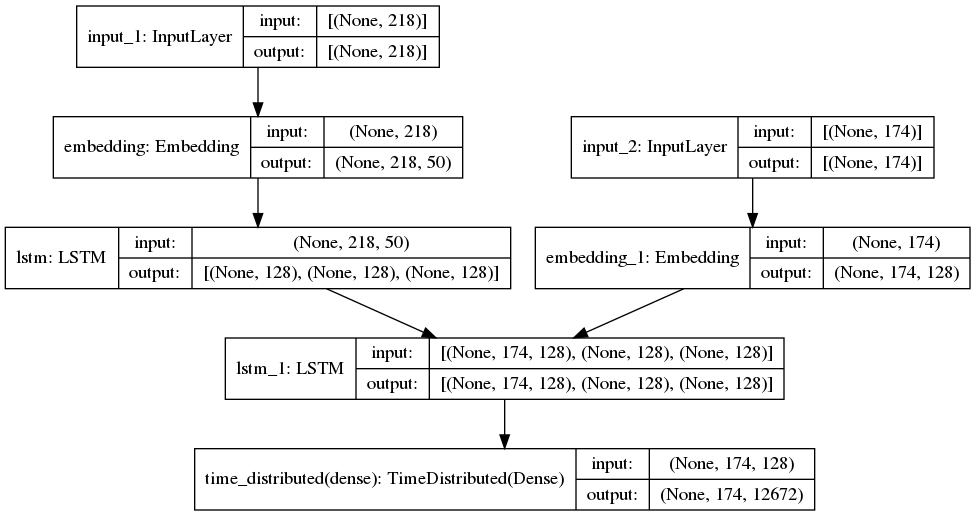 input_1: InputLayer
input: [(None, 218)]
output: [(None, 218)]
embedding: Embedding
input: (None, 218)
output: (None, 218, 50)
input_2: InputLayer
input: [(None, 174)]
output: [(None, 174)]
lstm: LSTM
input: (None, 218, 50)
output: [(None, 128), (None, 128), (None, 128)]
embedding_1: Embedding
input: (None, 174)
output: (None, 174, 128)
lstm_1: LSTM
input: [(None, 174, 128), (None, 128), (None, 128)]
output: [(None, 174, 128), (None, 128), (None, 128)]
time_distributed(dense): TimeDistributed(Dense)
input: (None, 174, 128)
output: (None, 174, 12672)